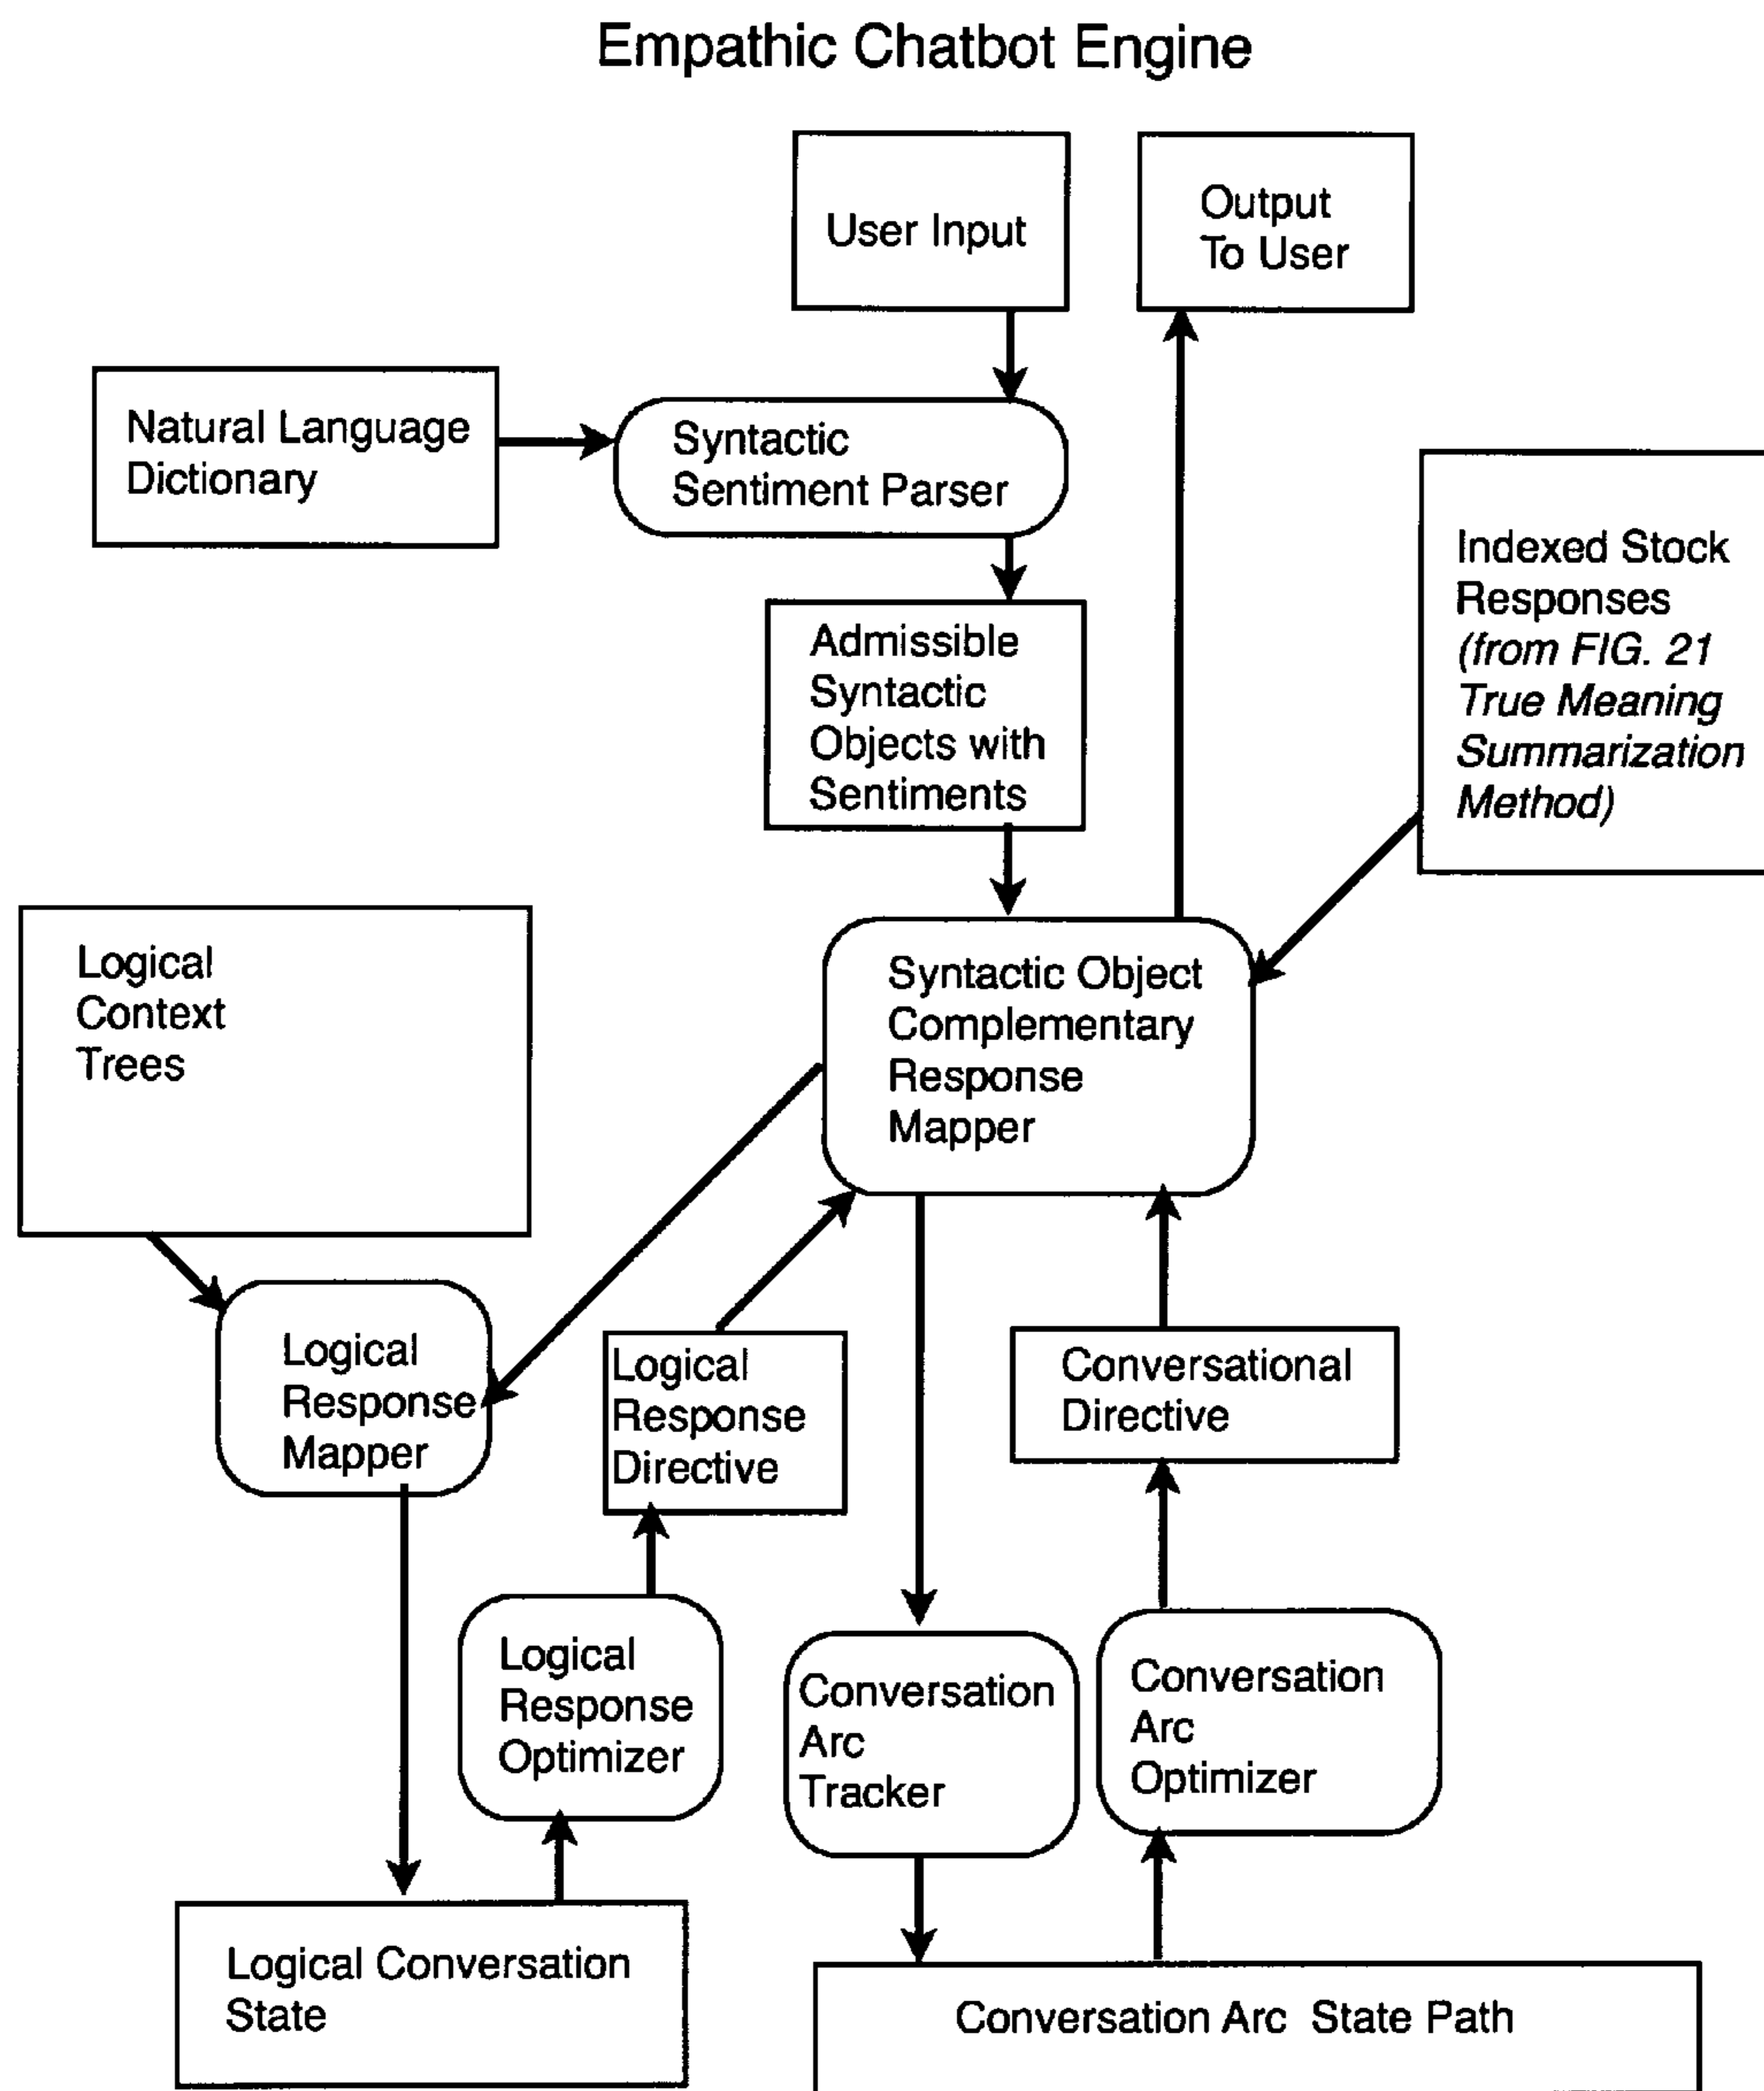 Empathic Chatbot Engine
User Input
Output
To User
Natural Language
Dictionary
Syntactic
Sentiment Parser
Indexed Stock
Responses
(from FIG. 21
True Meaning
Summarization
Method)
Admissible
Syntactic
Objects with
Sentiments
Logical
Context
Trees
Syntactic Object
Complementary
Response
Mapper
Logical
Response
Mapper
Logical
Response
Directive
Conversational
Directive
Logical
Response
Optimizer
Conversation
Arc
Tracker
Conversation
Arc
Optimizer
Logical Conversation
State
Conversation Arc State Path